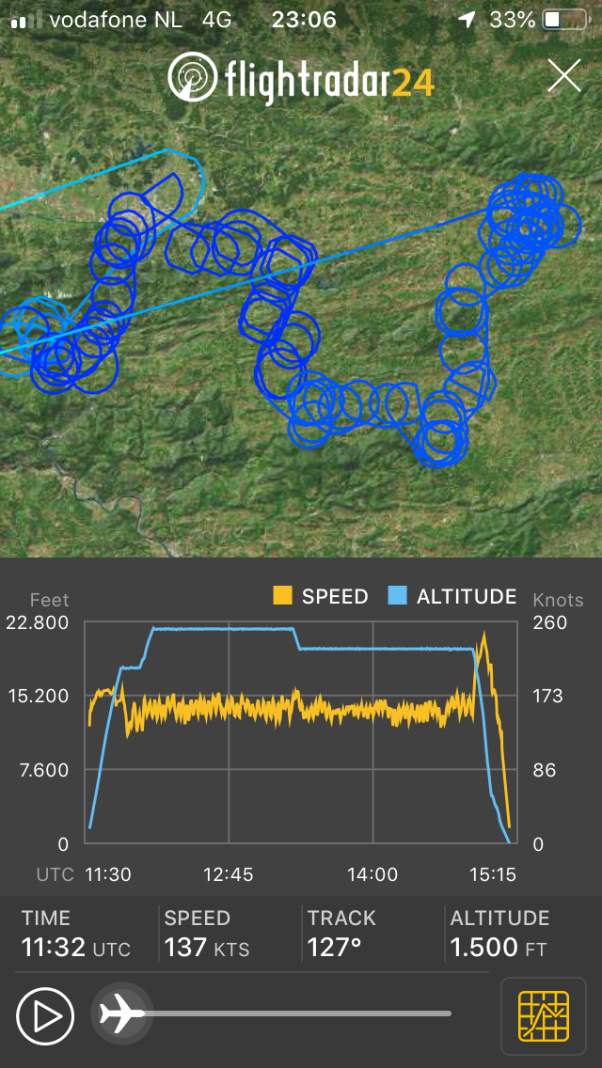 vodafone NL 4G 23:06 33%
flightradar24
Feet SPEED ALTITUDE Knots
22.800 260
15.200 173
7.600 86
0 0
UTC 11:30 12:45 14:00 15:15
TIME SPEED TRACK ALTITUDE
11:32 UTC 137 KTS 127° 1.500 FT